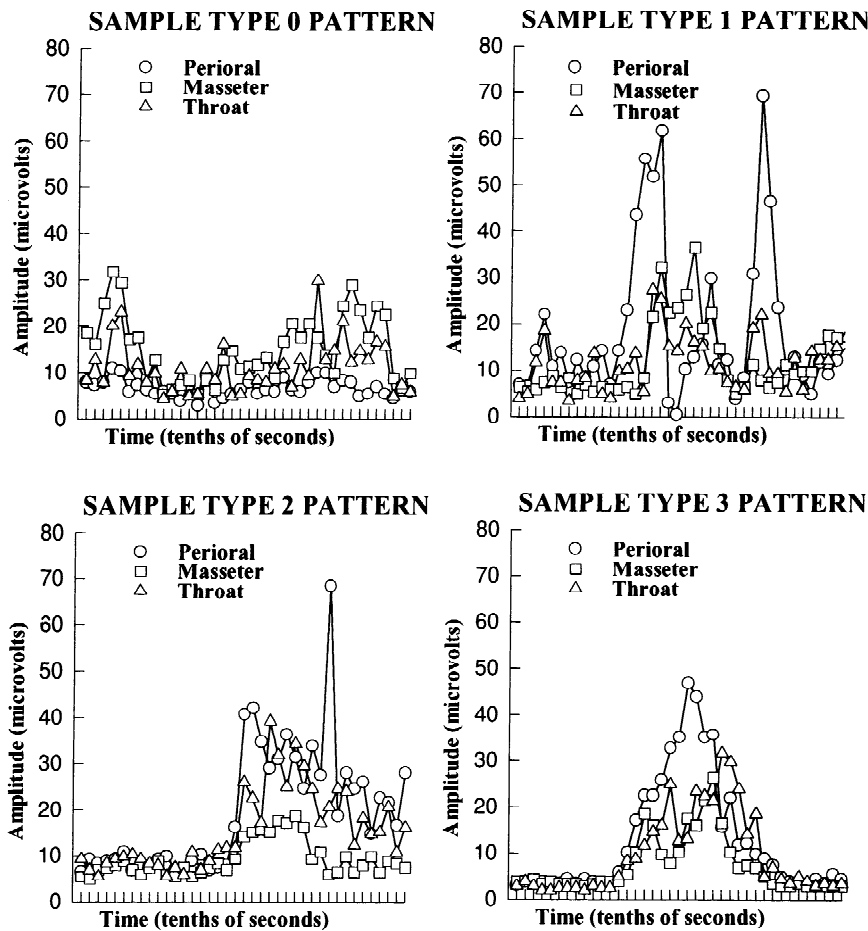 SAMPLE TYPE 0 PATTERN
80
70
60
50
40
30
20
10
0
Amplitude (microvolts)
Perioral
Masseter
Throat
Time (tenths of seconds)
SAMPLE TYPE 1 PATTERN
80
70
60
50
40
30
20
10
0
Amplitude (microvolts)
Perioral
Masseter
Throat
Time (tenths of seconds)
SAMPLE TYPE 2 PATTERN
80
70
60
50
40
30
20
10
0
Amplitude (microvolts)
Perioral
Masseter
Throat
Time (tenths of seconds)
SAMPLE TYPE 3 PATTERN
80
70
60
50
40
30
20
10
0
Amplitude (microvolts)
Perioral
Masseter
Throat
Time (tenths of seconds)